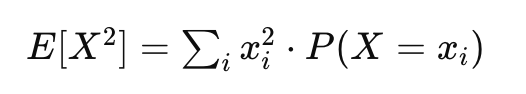 E[X²] = ∑ᵢ xᵢ² · P(X = xᵢ)